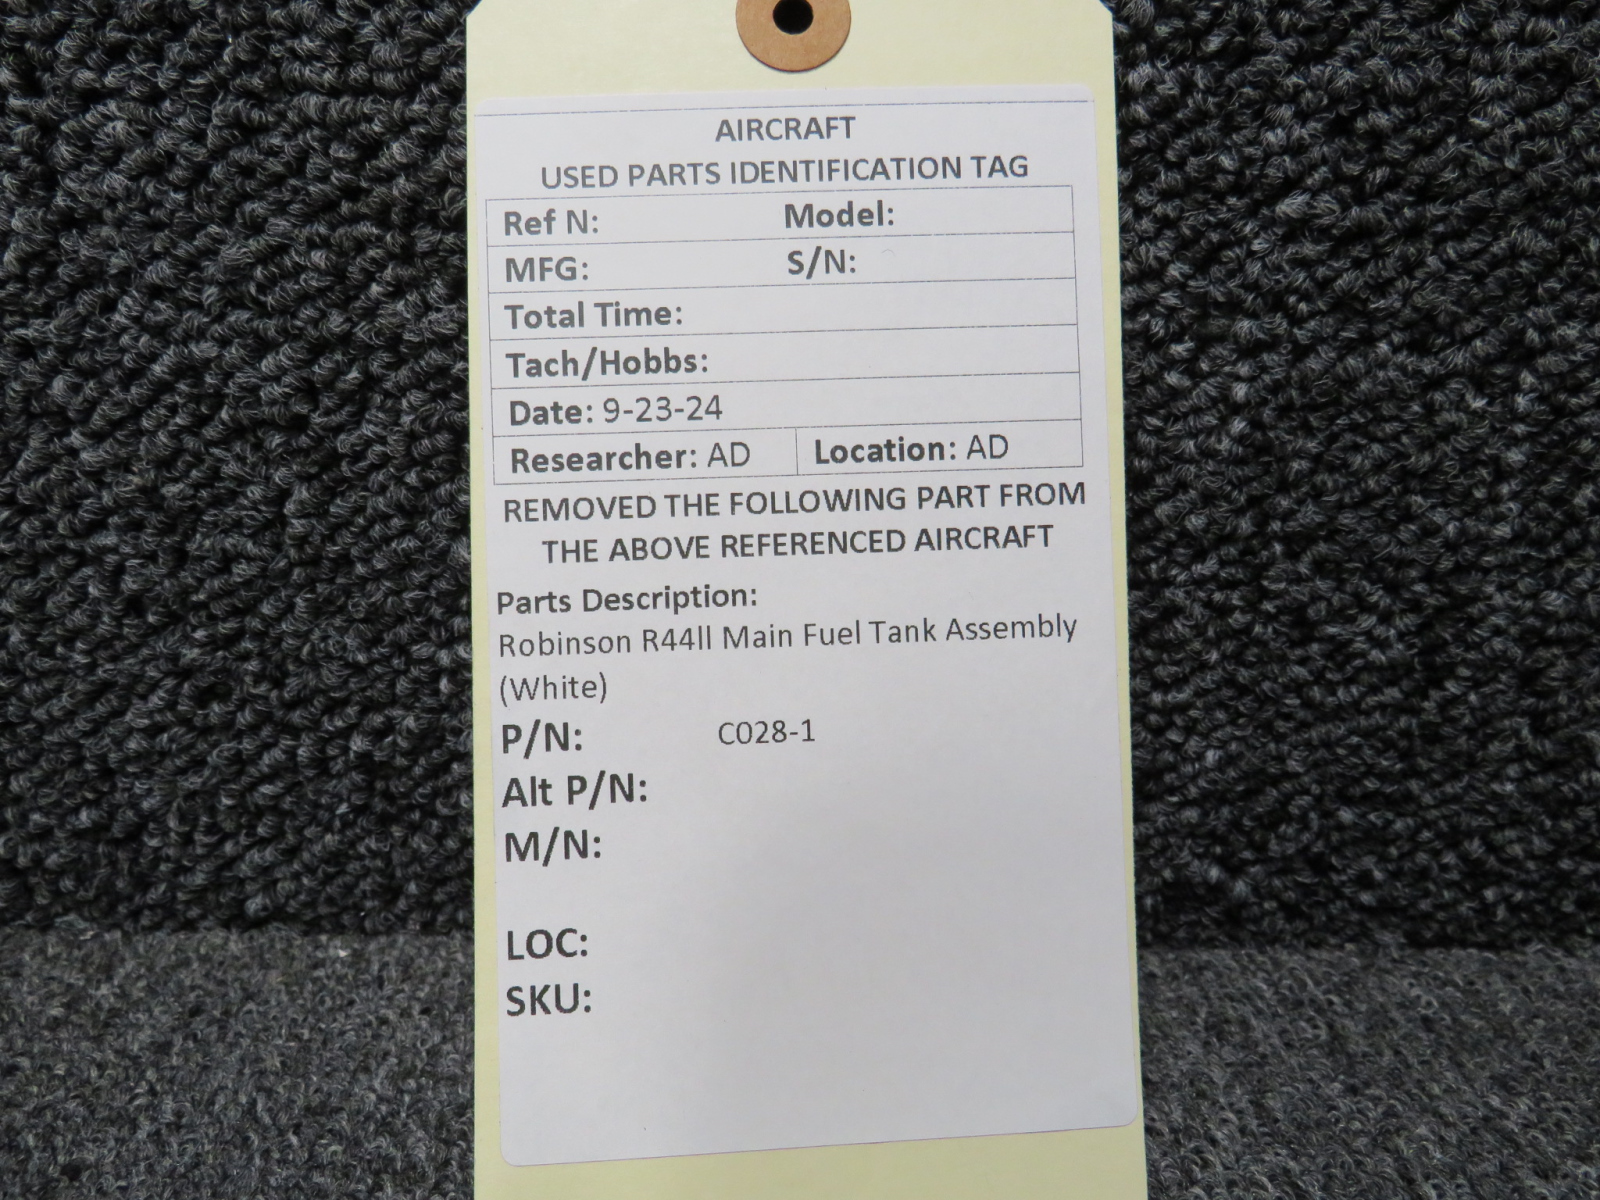 AIRCRAFT
USED PARTS IDENTIFICATION TAG
Ref N: Model:
MFG: S/N:
Total Time:
Tach/Hobbs:
Date: 9-23-24
Researcher: AD Location: AD
REMOVED THE FOLLOWING PART FROM
THE ABOVE REFERENCED AIRCRAFT
Parts Description:
Robinson R44ll Main Fuel Tank Assembly
(White)
P/N: C028-1
Alt P/N:
M/N:
LOC:
SKU: